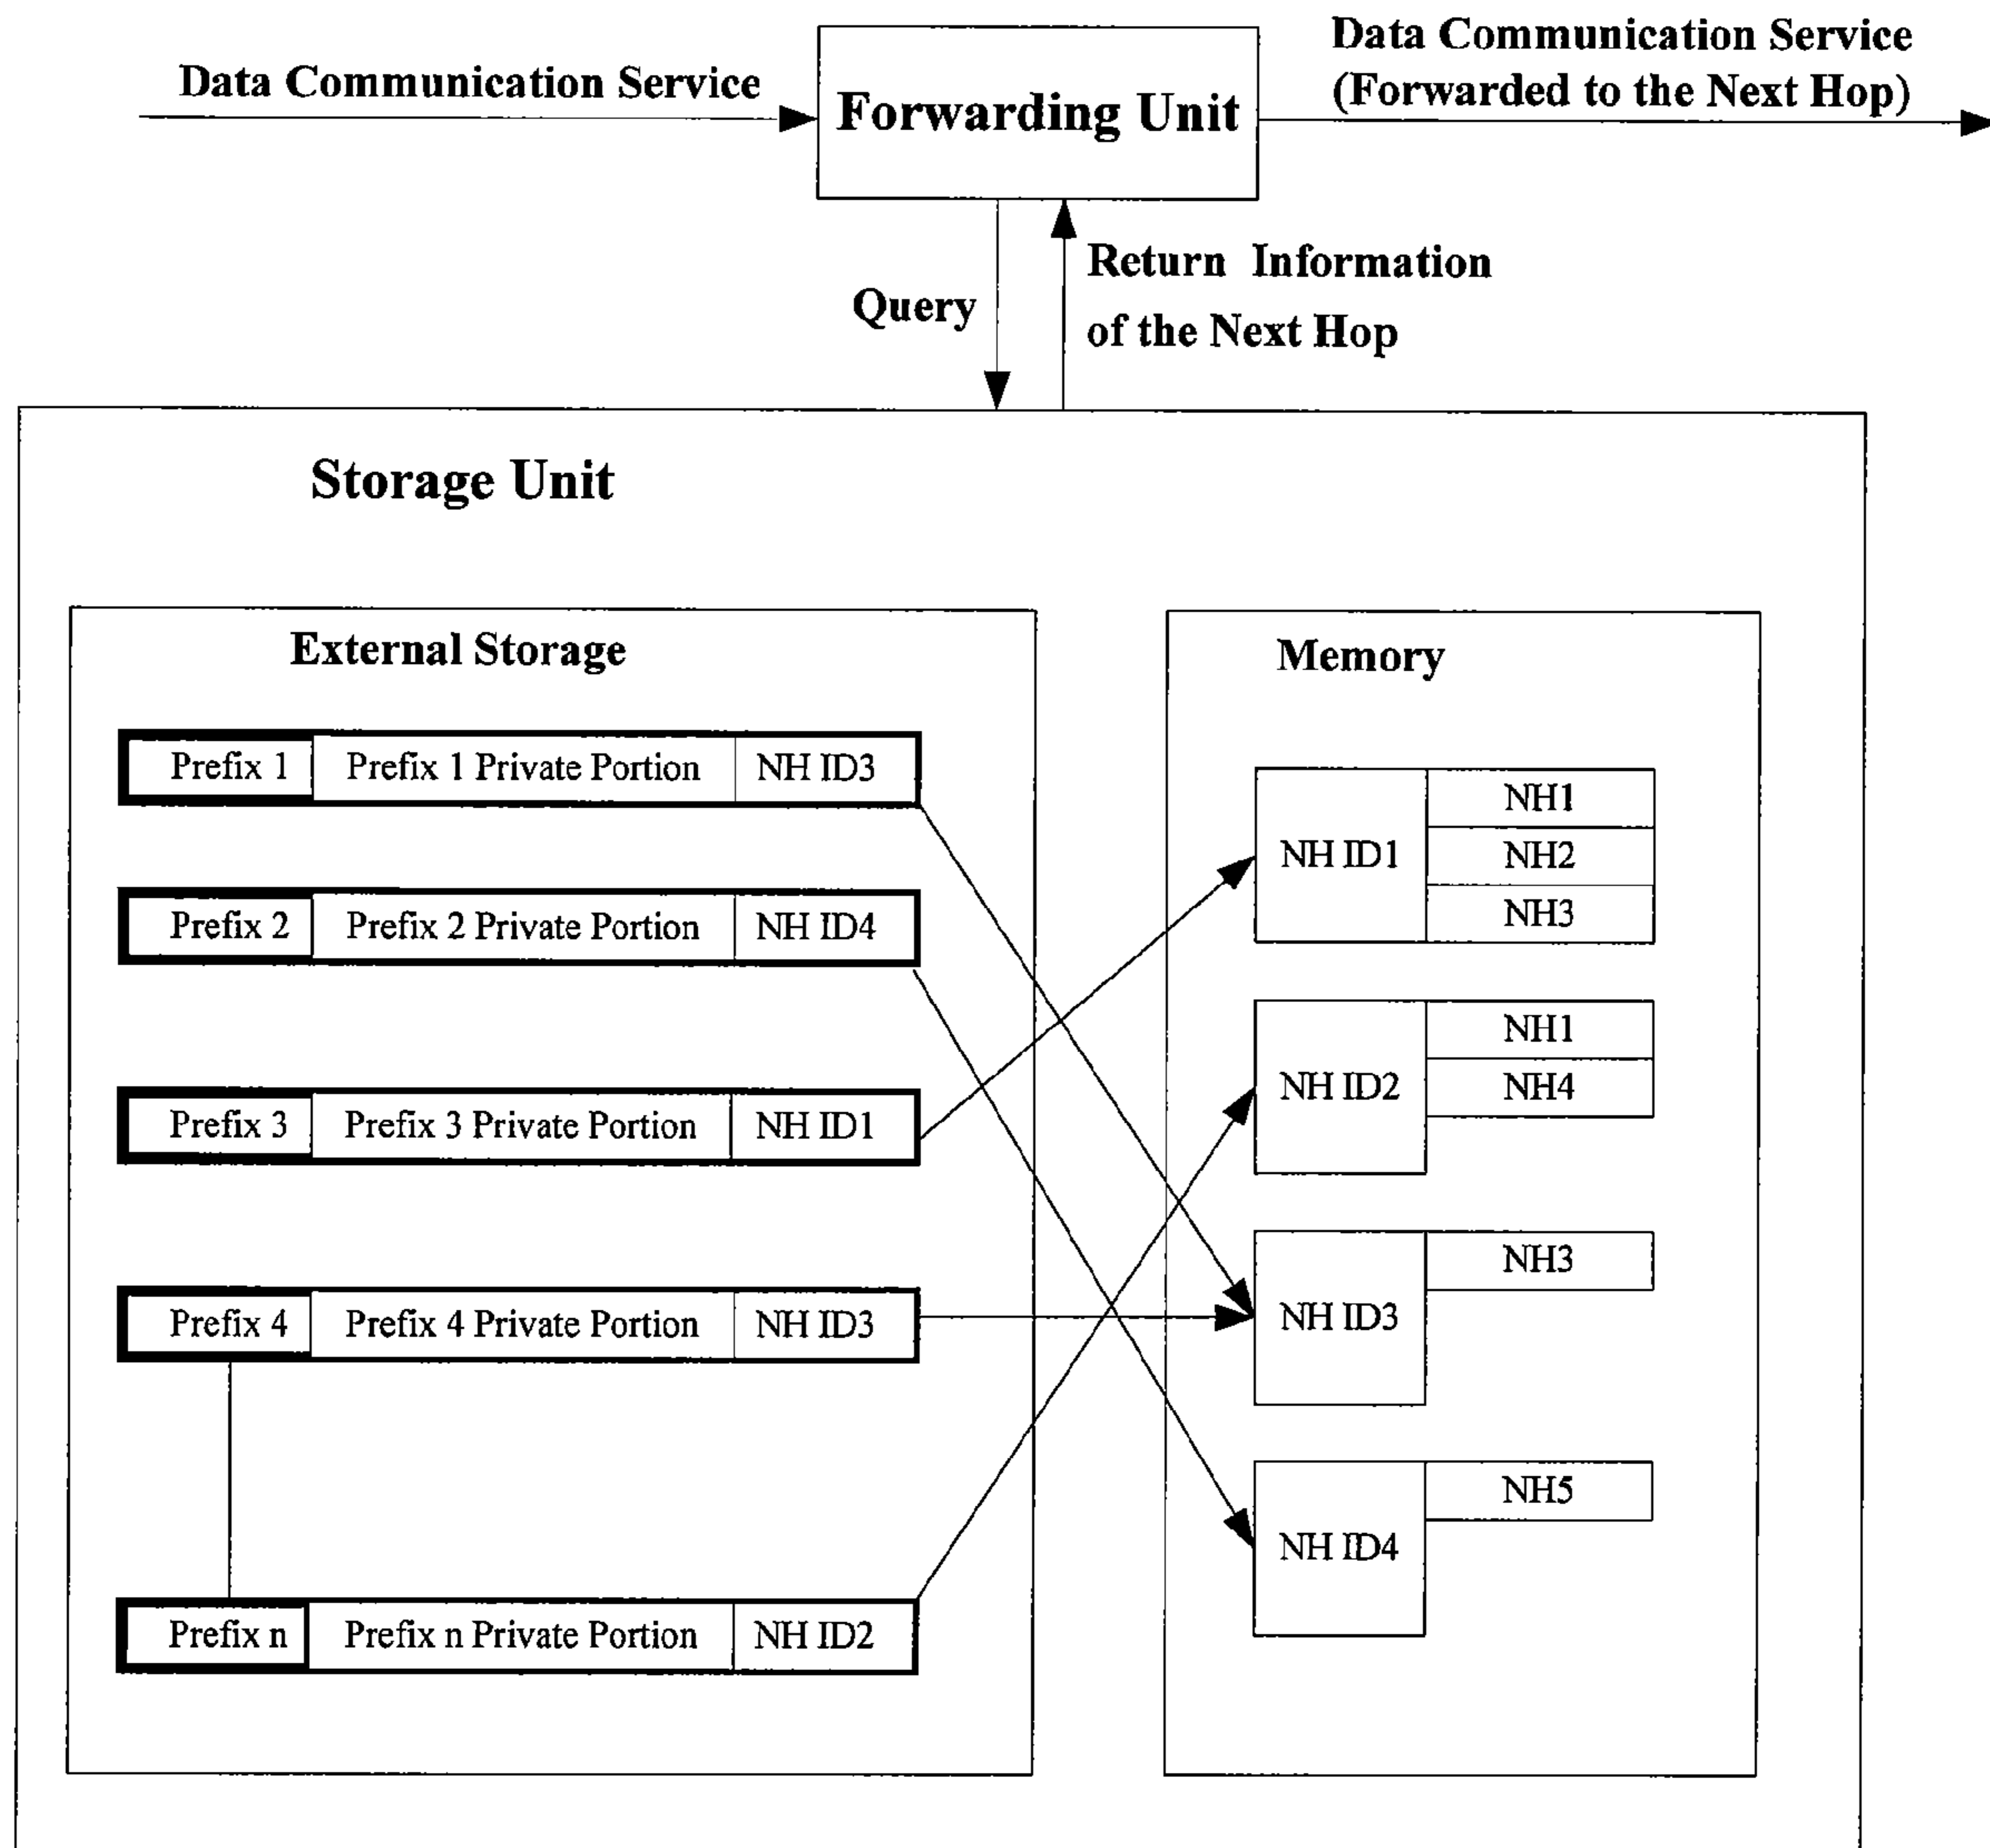 Data Communication Service
Forwarding Unit
Data Communication Service
(Forwarded to the Next Hop)
Query
Return Information
of the Next Hop
Storage Unit
External Storage
Prefix 1 Prefix 1 Private Portion NH ID3
Prefix 2 Prefix 2 Private Portion NH ID4
Prefix 3 Prefix 3 Private Portion NH ID1
Prefix 4 Prefix 4 Private Portion NH ID3
Prefix n Prefix n Private Portion NH ID2
Memory
NH ID1
NH1
NH2
NH3
NH ID2
NH1
NH4
NH ID3
NH3
NH ID4
NH5